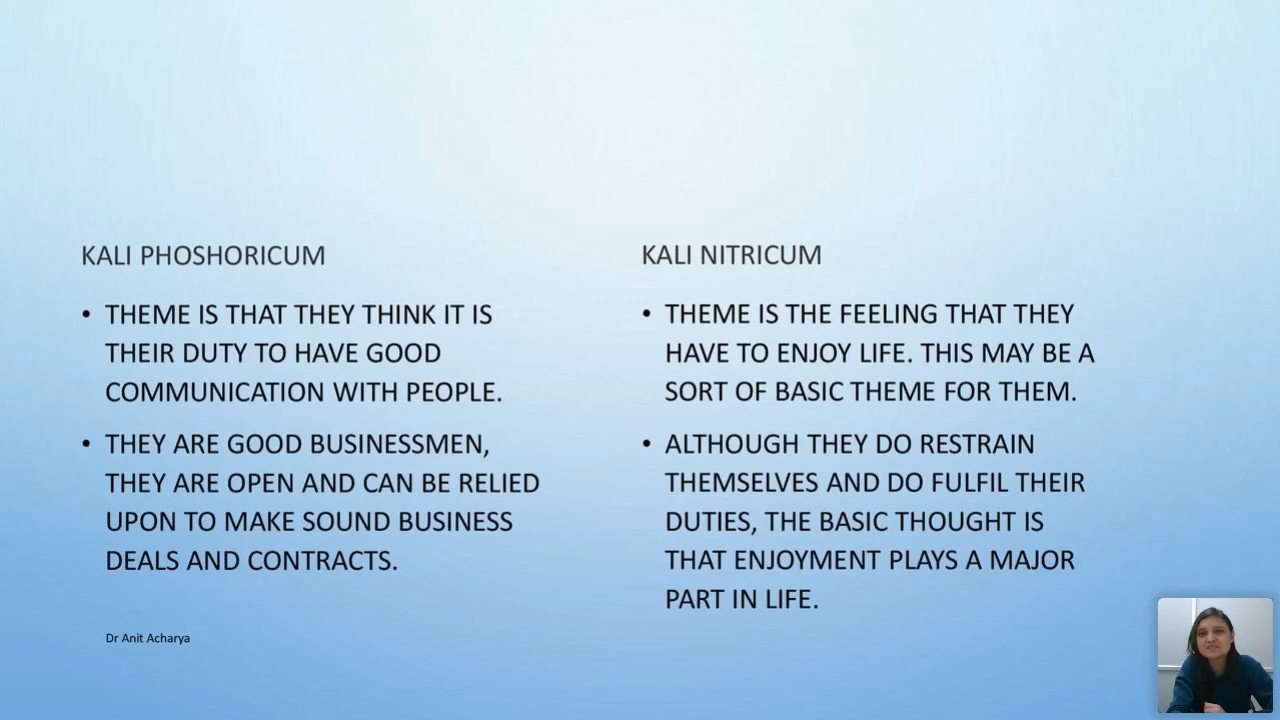 KALI PHOSHORICUM
• THEME IS THAT THEY THINK IT IS
THEIR DUTY TO HAVE GOOD
COMMUNICATION WITH PEOPLE.
• THEY ARE GOOD BUSINESSMEN,
THEY ARE OPEN AND CAN BE RELIED
UPON TO MAKE SOUND BUSINESS
DEALS AND CONTRACTS.
KALI NITRICUM
• THEME IS THE FEELING THAT THEY
HAVE TO ENJOY LIFE. THIS MAY BE A
SORT OF BASIC THEME FOR THEM.
• ALTHOUGH THEY DO RESTRAIN
THEMSELVES AND DO FULFIL THEIR
DUTIES, THE BASIC THOUGHT IS
THAT ENJOYMENT PLAYS A MAJOR
PART IN LIFE.
Dr Anit Acharya